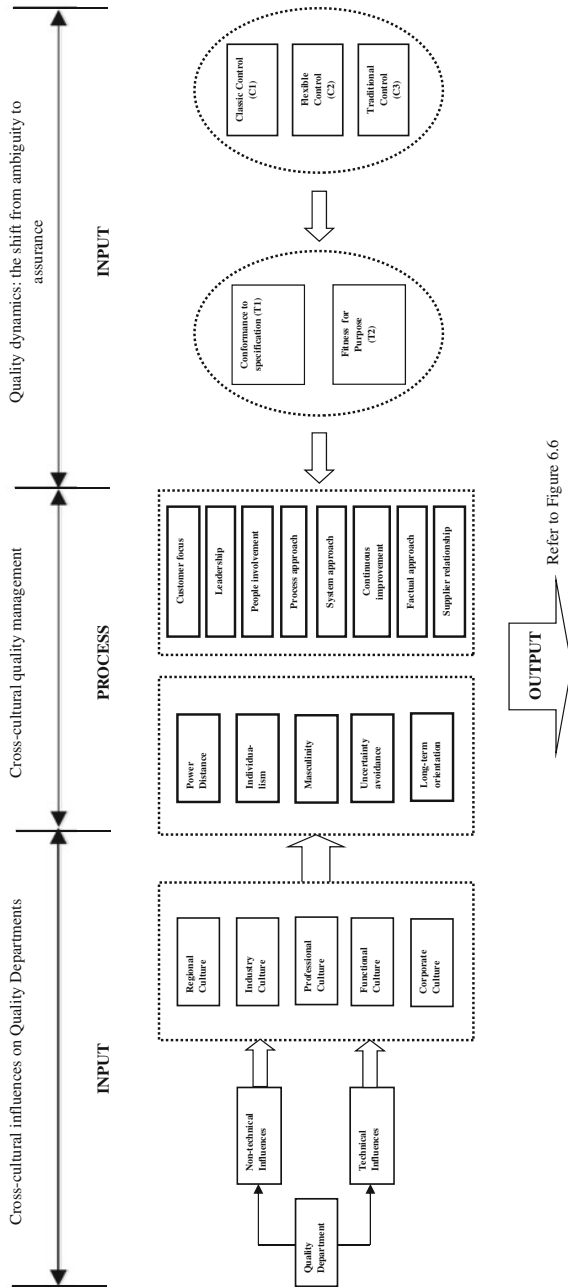 Cross-cultural influences on Quality Departments
Cross-cultural quality management
Quality dynamics: the shift from ambiguity to
assurance
INPUT
PROCESS
INPUT
Quality
Department
Non-technical
Influences
Technical
Influences
Regional
Culture
Industry
Culture
Professional
Culture
Functional
Culture
Corporate
Culture
Power
Distance
Individua-
lism
Masculinity
Uncertainty
avoidance
Long-term
orientation
Customer focus
Leadership
People involvement
Process approach
System approach
Continuous
improvement
Factual approach
Supplier relationship
Conformance to
specification (T1)
Fitness for
Purpose
(T2)
Classic Control
(C1)
Flexible
Control
(C2)
Traditional
Control
(C3)
OUTPUT
Refer to Figure 6.6